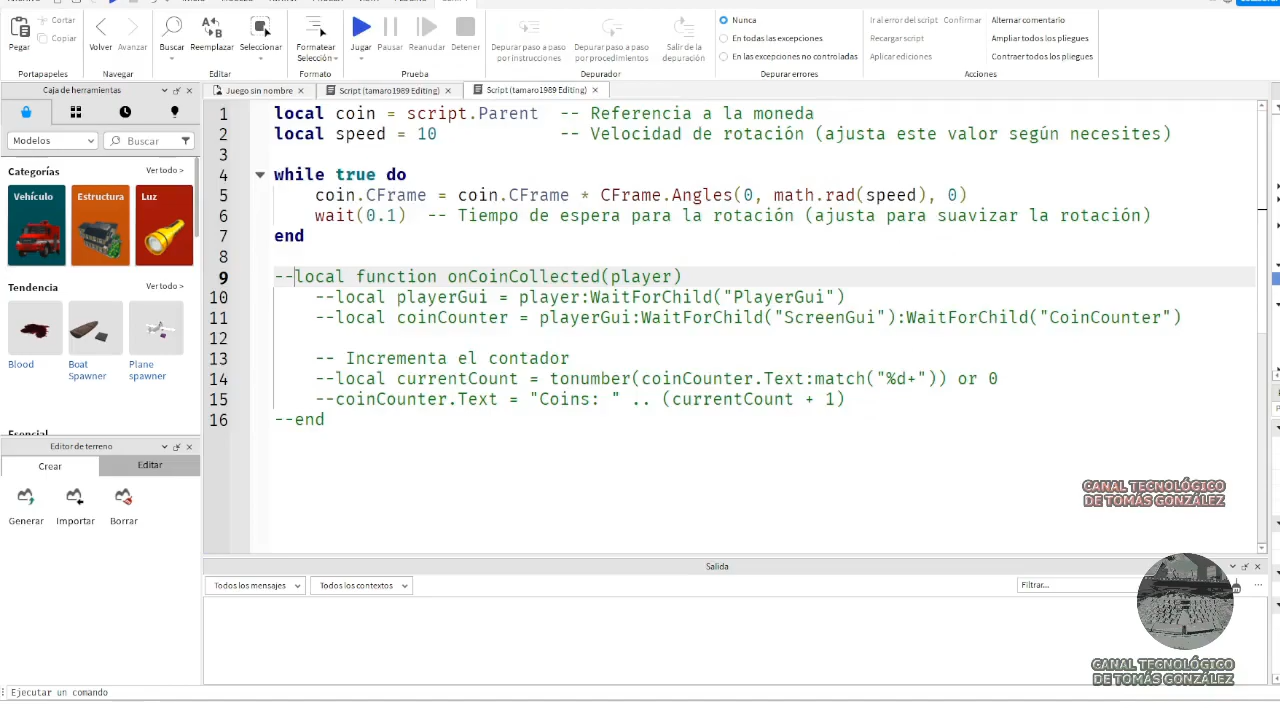 Pegar
Cortar
Copiar
Portapapeles
Volver
Avanzar
Navegar
Buscar
Reemplazar
Seleccionar
Editar
Formatear
Selección
Formato
Jugar
Pausar
Reanudar
Detener
Prueba
Depurar paso a paso
por instrucciones
Depurar paso a paso
por procedimientos
Salir de la
depuración
Depurador
Nunca
En todas las excepciones
En las excepciones no controladas
Depurar errores
Ir al error del script
Confirmar
Recargar script
Aplicar ediciones
Alternar comentario
Ampliar todos los pliegues
Contraer todos los pliegues
Acciones
Caja de herramientas
Juego sin nombre
Script (tamaro1989 Editing)
Script (tamaro1989 Editing)
Modelos
Buscar
Categorías
Ver todo >
Vehículo
Estructura
Luz
Tendencia
Ver todo >
Blood
Boat
Spawner
Plane
spawner
Esencial
Editor de terreno
Crear
Editar
Generar
Importar
Borrar
1 local coin = script.Parent -- Referencia a la moneda
2 local speed = 10 -- Velocidad de rotación (ajusta este valor según necesites)
3
4 while true do
5 coin.CFrame = coin.CFrame * CFrame.Angles(0, math.rad(speed), 0)
6 wait(0.1) -- Tiempo de espera para la rotación (ajusta para suavizar la rotación)
7 end
8
9 --local function onCoinCollected(player)
10 --local playerGui = player:WaitForChild("PlayerGui")
11 --local coinCounter = playerGui:WaitForChild("ScreenGui"):WaitForChild("CoinCounter")
12
13 -- Incrementa el contador
14 --local currentCount = tonumber(coinCounter.Text:match("%d+")) or 0
15 --coinCounter.Text = "Coins: " .. (currentCount + 1)
16 --end
CANAL TECNOLÓGICO
DE TOMÁS GONZÁLEZ
Salida
Todos los mensajes
Todos los contextos
Filtrar...
CANAL TECNOLÓGICO
DE TOMÁS GONZÁLEZ
Ejecutar un comando